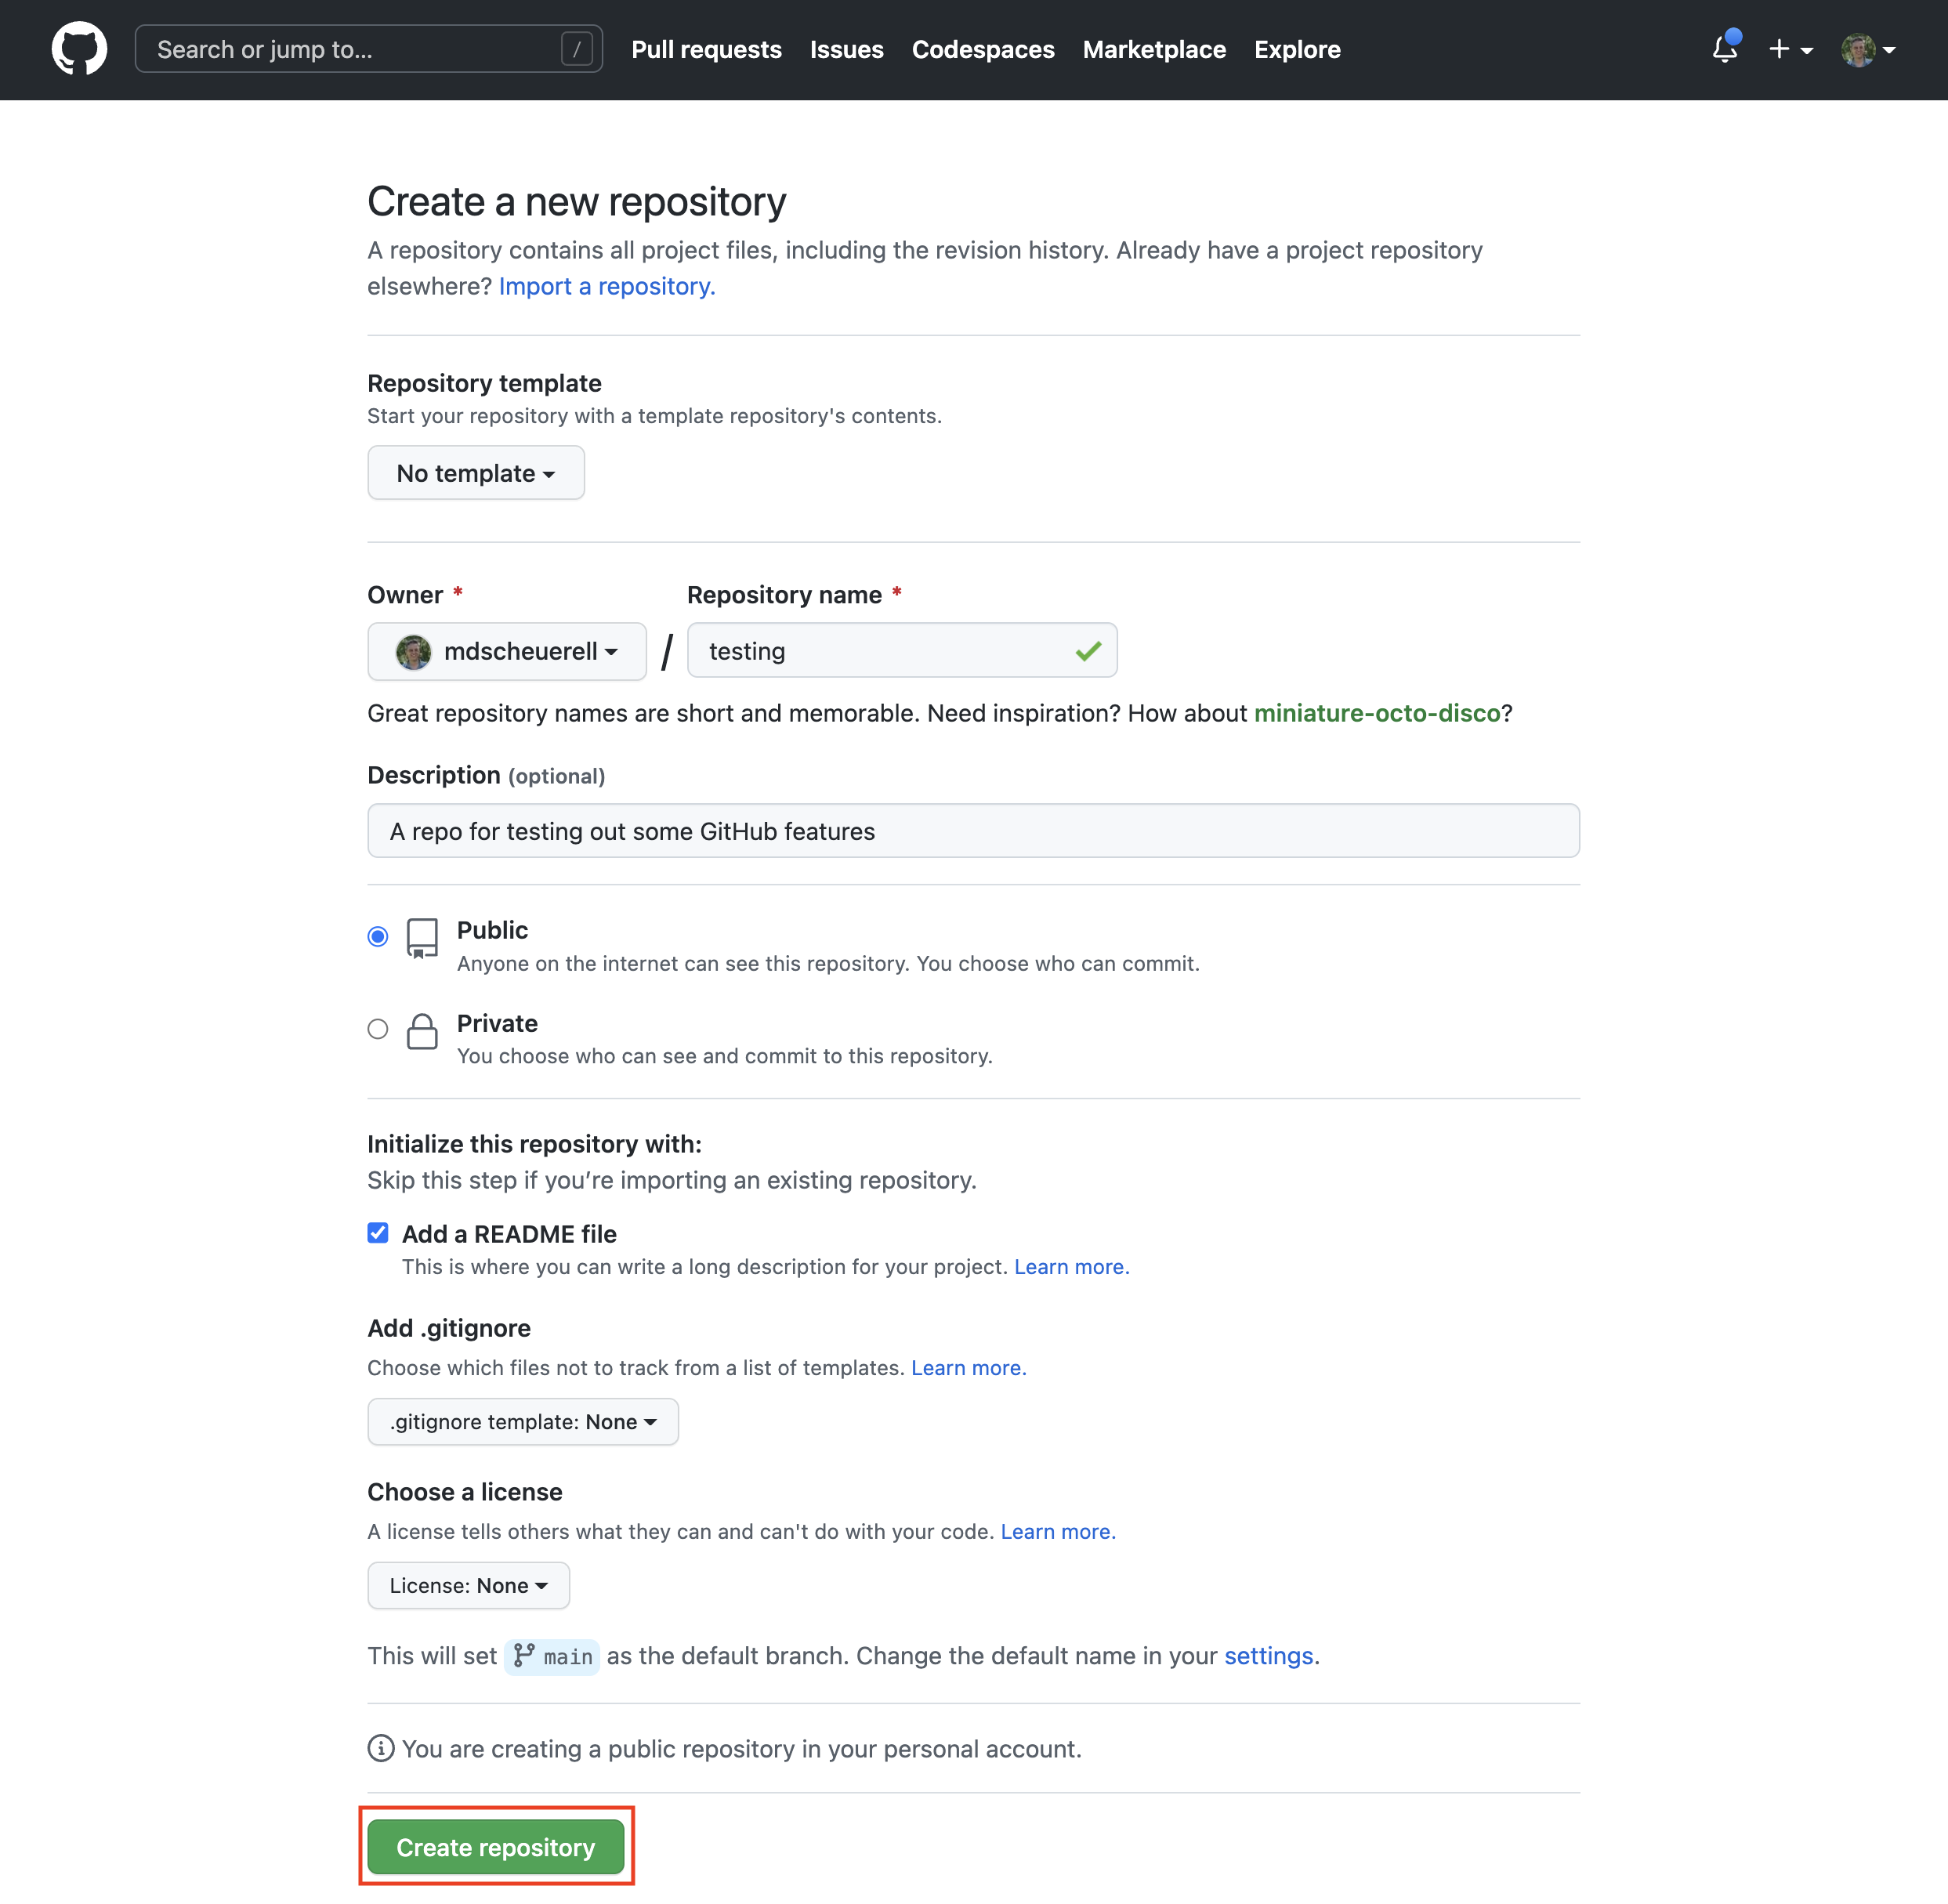 Search or jump to... /
Pull requests Issues Codespaces Marketplace Explore
Create a new repository
A repository contains all project files, including the revision history. Already have a project repository
elsewhere? Import a repository.
Repository template
Start your repository with a template repository's contents.
No template
Owner * Repository name *
mdscheuerell / testing
Great repository names are short and memorable. Need inspiration? How about miniature-octo-disco?
Description (optional)
A repo for testing out some GitHub features
Public
Anyone on the internet can see this repository. You choose who can commit.
Private
You choose who can see and commit to this repository.
Initialize this repository with:
Skip this step if you’re importing an existing repository.
Add a README file
This is where you can write a long description for your project. Learn more.
Add .gitignore
Choose which files not to track from a list of templates. Learn more.
.gitignore template: None
Choose a license
A license tells others what they can and can't do with your code. Learn more.
License: None
This will set main as the default branch. Change the default name in your settings.
You are creating a public repository in your personal account.
Create repository